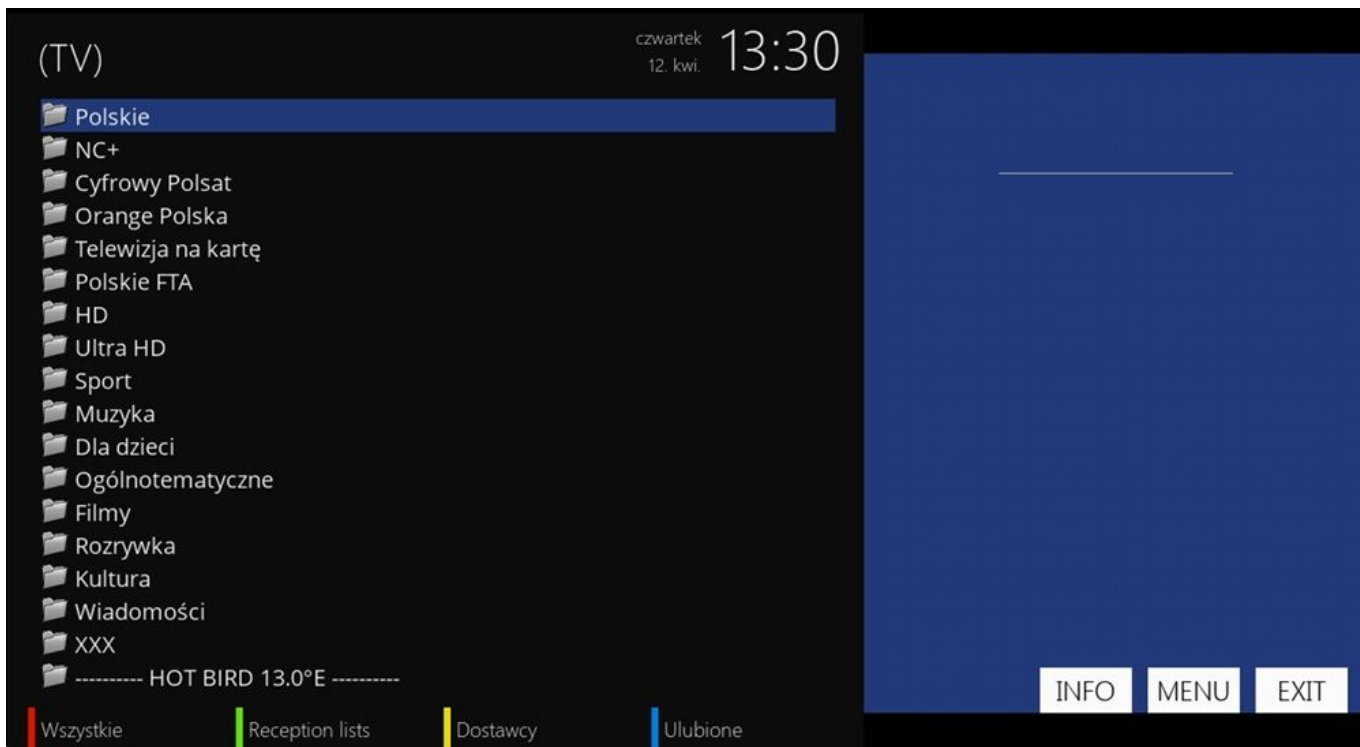 (TV)
czwartek
12. kwi.
13:30
Polskie
NC+
Cyfrowy Polsat
Orange Polska
Telewizja na kartę
Polskie FTA
HD
Ultra HD
Sport
Muzyka
Dla dzieci
Ogólnotematyczne
Filmy
Rozrywka
Kultura
Wiadomości
XXX
---------- HOT BIRD 13.0°E ----------
INFO MENU EXIT
Wszystkie Reception lists Dostawcy Ulubione